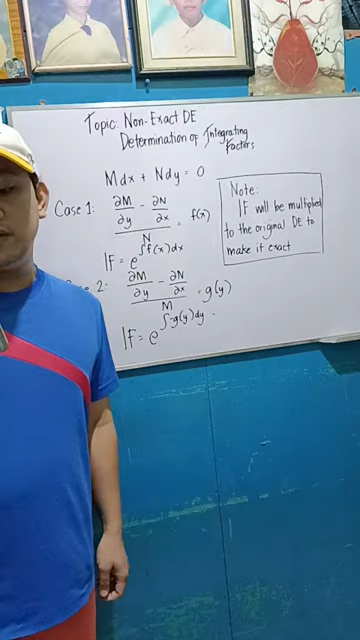 Topic: Non-Exact DE
Determination of Integrating
Factors
Mdx + Ndy = 0
Case 1: (∂M/∂y - ∂N/∂x)/N = f(x)
IF = e^∫f(x)dx
2: (∂M/∂y - ∂N/∂x)/M = g(y)
IF = e^∫-g(y)dy
Note:
IF will be multiplied
to the original DE to
make it exact